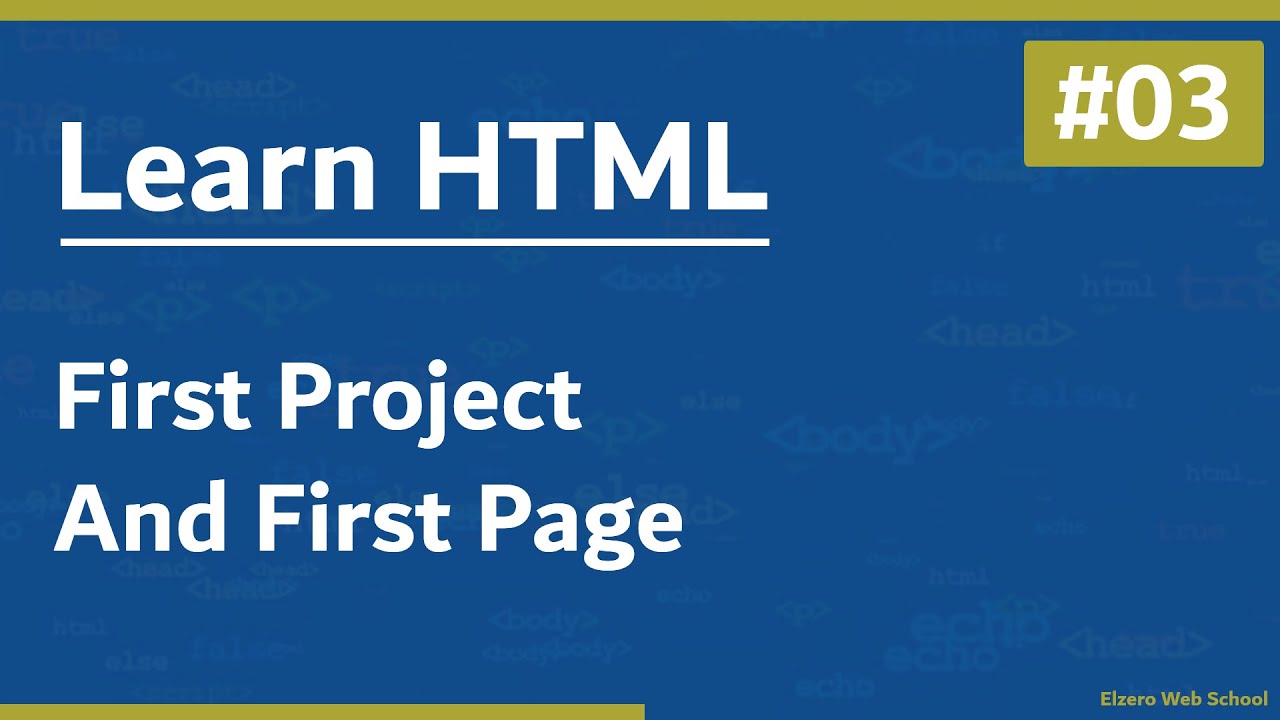 #03
Learn HTML
First Project
And First Page
Elzero Web School